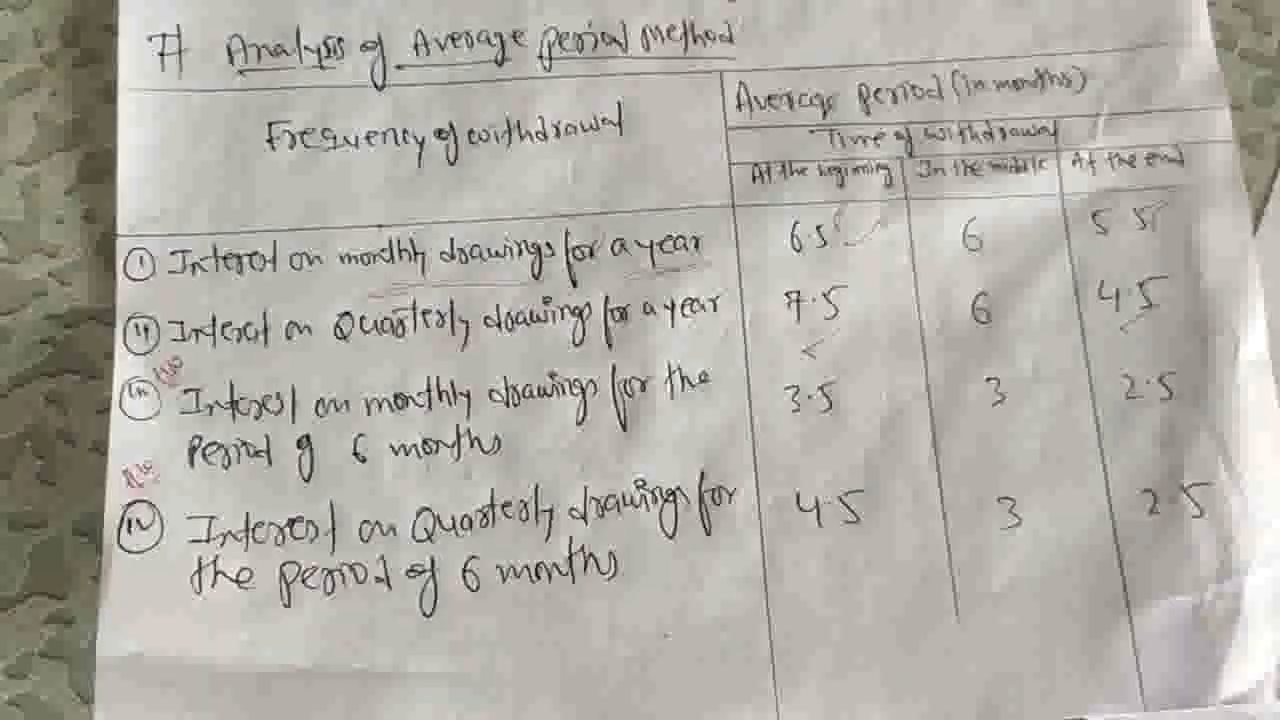 7# Analysis of Average period Method
Frequency of withdrawal
Average period (in months)
Time of withdrawal
At the beginning In the middle At the end
(i) Interest on monthly drawings for a year 6.5 6 5.5
(ii) Interest on Quarterly drawings for a year 7.5 6 4.5
(iii) Interest on monthly drawings for the 3.5 3 2.5
period of 6 months
(iv) Interest on Quarterly drawings for 4.5 3 2.5
the period of 6 months